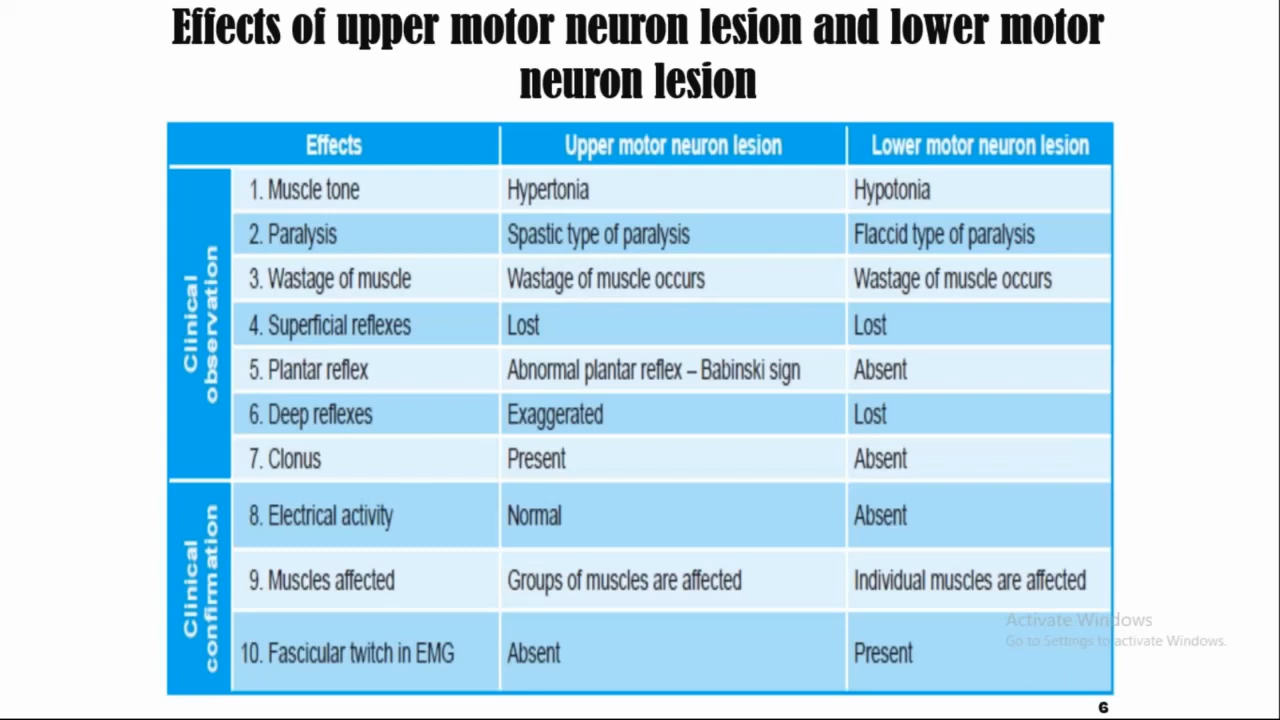 Effects of upper motor neuron lesion and lower motor
neuron lesion
Effects Upper motor neuron lesion Lower motor neuron lesion
Clinical observation
1. Muscle tone Hypertonia Hypotonia
2. Paralysis Spastic type of paralysis Flaccid type of paralysis
3. Wastage of muscle Wastage of muscle occurs Wastage of muscle occurs
4. Superficial reflexes Lost Lost
5. Plantar reflex Abnormal plantar reflex – Babinski sign Absent
6. Deep reflexes Exaggerated Lost
7. Clonus Present Absent
Clinical confirmation
8. Electrical activity Normal Absent
9. Muscles affected Groups of muscles are affected Individual muscles are affected
10. Fascicular twitch in EMG Absent Present
Activate Windows
Go to Settings to activate Windows.
6